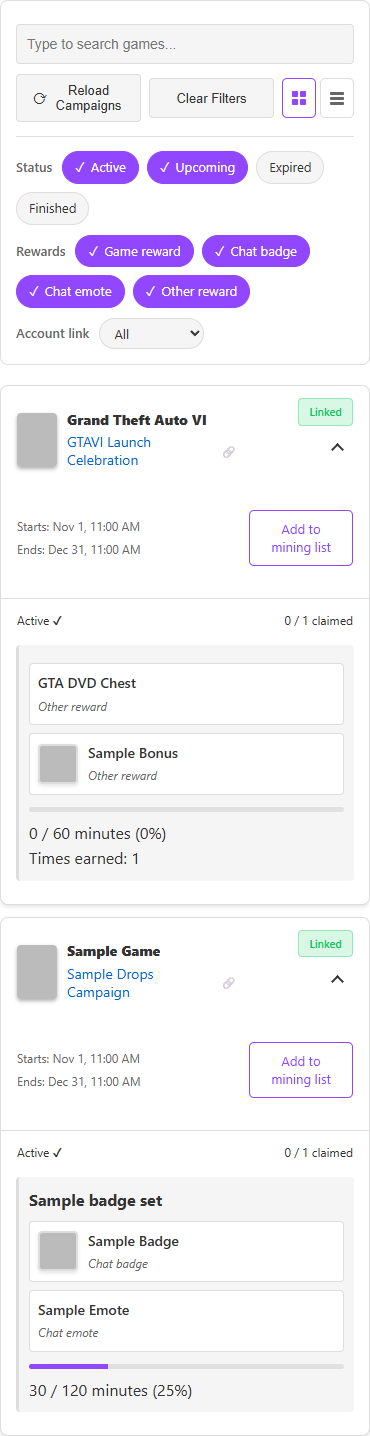 Type to search games...
Reload
Campaigns
Clear Filters
Status
✓ Active
✓ Upcoming
Expired
Finished
Rewards
✓ Game reward
✓ Chat badge
✓ Chat emote
✓ Other reward
Account link
All
Linked
Grand Theft Auto VI
GTAVI Launch
Celebration
Starts: Nov 1, 11:00 AM
Ends: Dec 31, 11:00 AM
Add to
mining list
Active ✓
0 / 1 claimed
GTA DVD Chest
Other reward
Sample Bonus
Other reward
0 / 60 minutes (0%)
Times earned: 1
Linked
Sample Game
Sample Drops
Campaign
Starts: Nov 1, 11:00 AM
Ends: Dec 31, 11:00 AM
Add to
mining list
Active ✓
0 / 1 claimed
Sample badge set
Sample Badge
Chat badge
Sample Emote
Chat emote
30 / 120 minutes (25%)